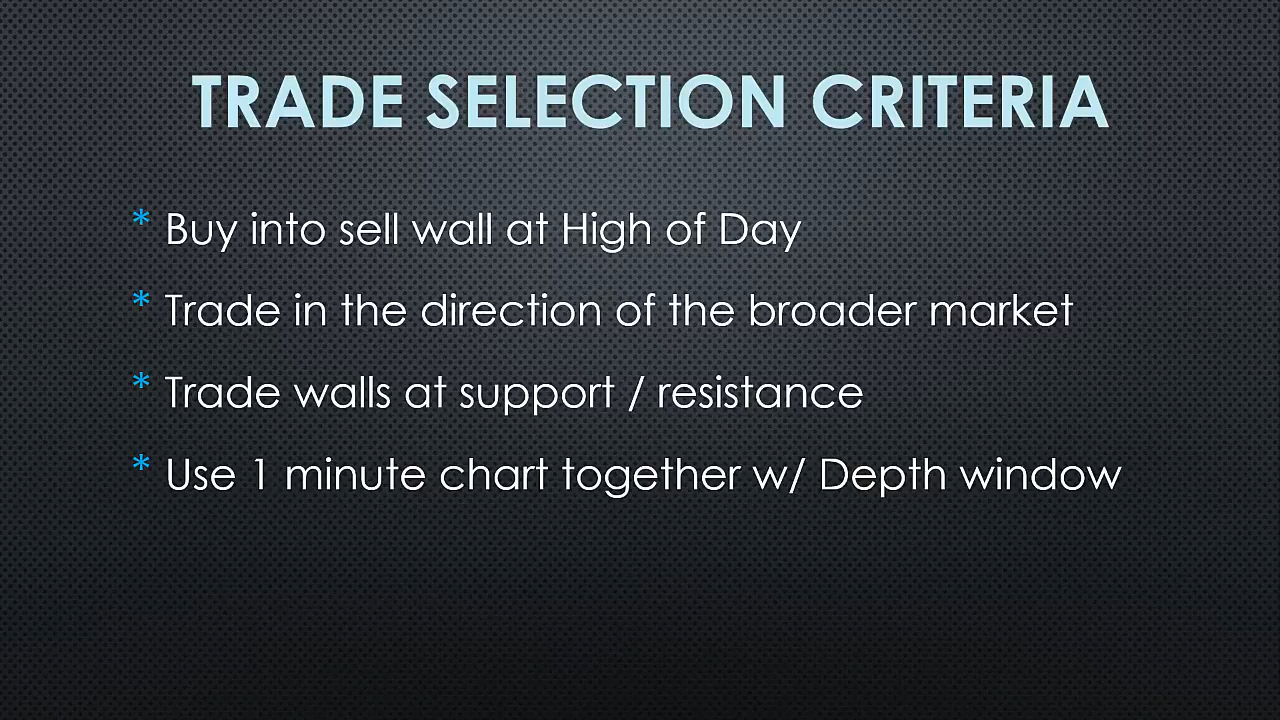 TRADE SELECTION CRITERIA
* Buy into sell wall at High of Day
* Trade in the direction of the broader market
* Trade walls at support / resistance
* Use 1 minute chart together w/ Depth window